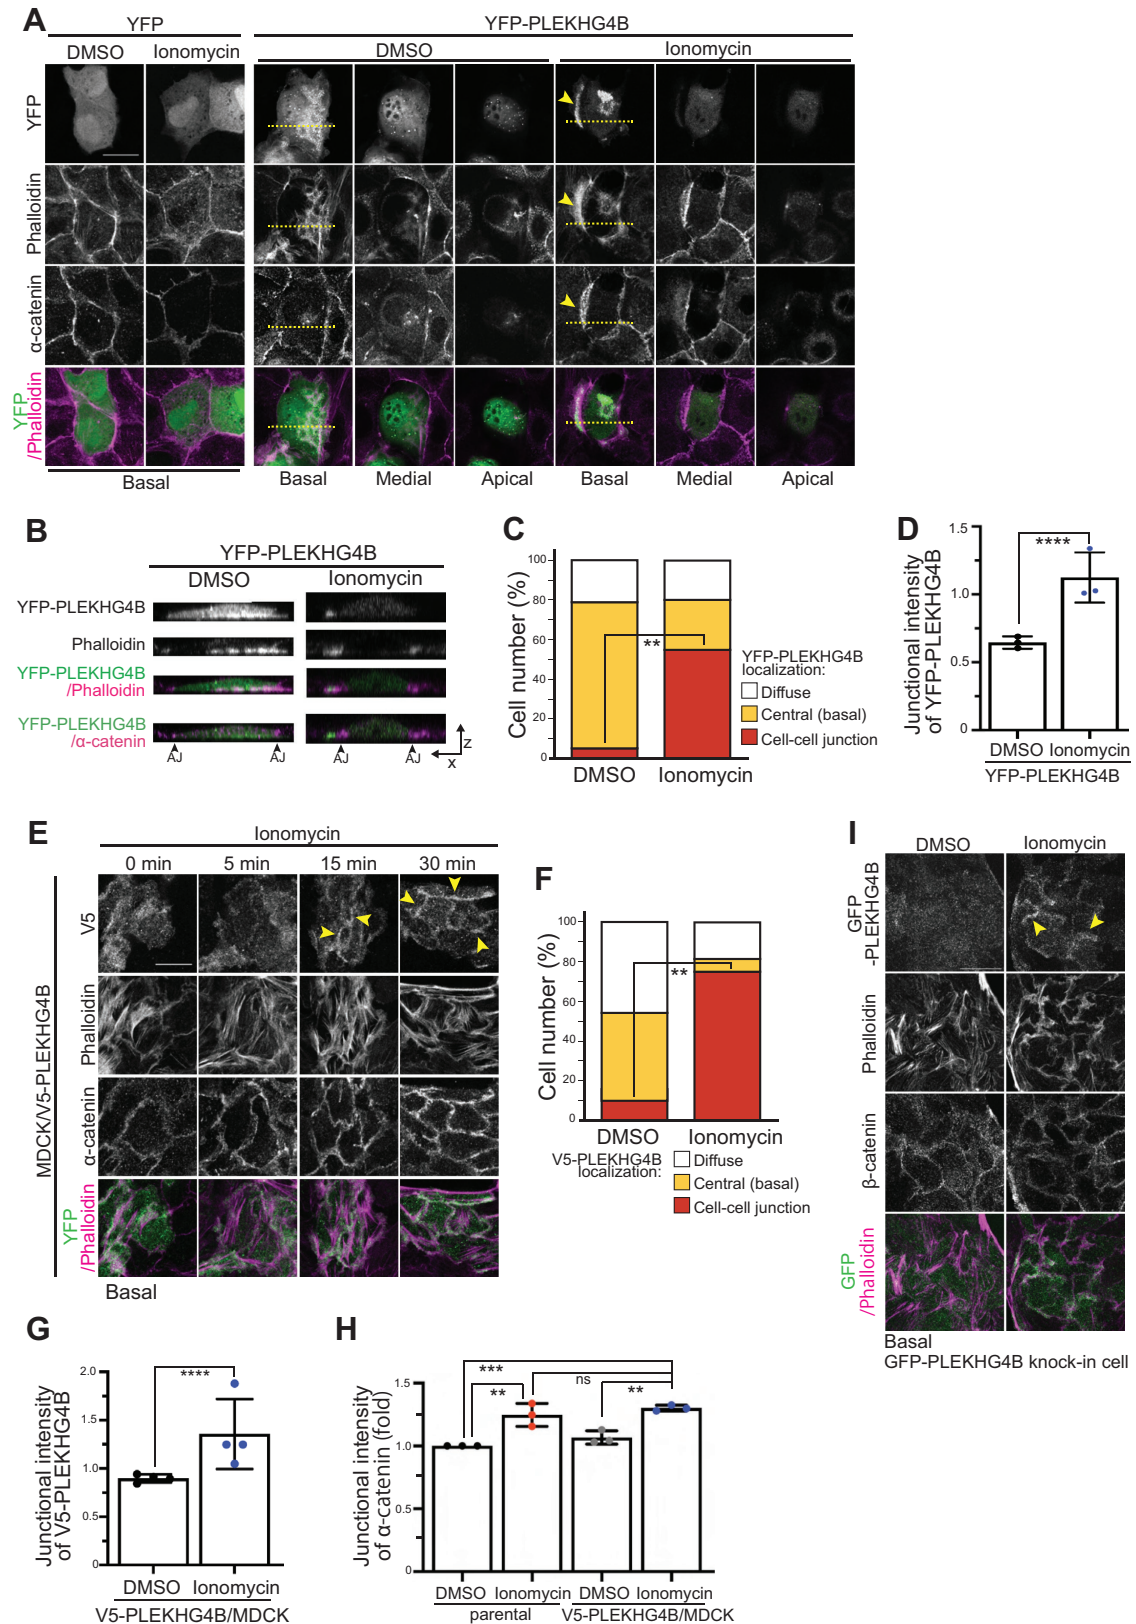 A
YFP
YFP-PLEKHG4B
DMSO
Ionomycin
DMSO
Ionomycin
YFP
Phalloidin
α-catenin
YFP
/Phalloidin
Basal
Basal
Medial
Apical
Basal
Medial
Apical
B
YFP-PLEKHG4B
DMSO
Ionomycin
YFP-PLEKHG4B
Phalloidin
YFP-PLEKHG4B
/Phalloidin
YFP-PLEKHG4B
/α-catenin
AJ
AJ
AJ
AJ
Z
X
C
Cell number (%)
100
80
60
40
20
0
**
DMSO
Ionomycin
YFP-PLEKHG4B
localization:
Diffuse
Central (basal)
Cell-cell junction
D
Junctional intensity
of YFP-PLEKHG4B
1.5
1.0
0.5
0
****
DMSO Ionomycin
YFP-PLEKHG4B
E
Ionomycin
0 min
5 min
15 min
30 min
MDCK/V5-PLEKHG4B
V5
Phalloidin
α-catenin
YFP
/Phalloidin
Basal
F
Cell number (%)
100
80
60
40
20
0
**
DMSO
Ionomycin
V5-PLEKHG4B
localization:
Diffuse
Central (basal)
Cell-cell junction
G
Junctional intensity
of V5-PLEKHG4B
2.0
1.5
1.0
0.5
0
****
DMSO Ionomycin
V5-PLEKHG4B/MDCK
H
Junctional intensity
of α-catenin (fold)
1.5
1.0
0.5
0
***
**
ns
**
DMSO Ionomycin DMSO Ionomycin
parental
V5-PLEKHG4B/MDCK
I
DMSO
Ionomycin
GFP
-PLEKHG4B
Phalloidin
β-catenin
GFP
/Phalloidin
Basal
GFP-PLEKHG4B knock-in cell